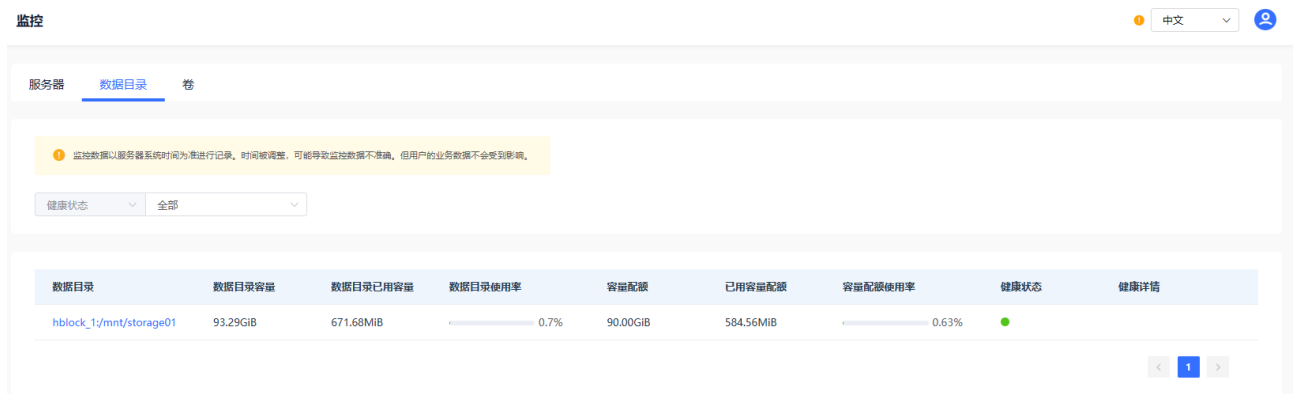 监控
中文
服务器 数据目录 卷
监控数据以服务器系统时间为准进行记录。时间被调整，可能导致监控数据不准确。但用户的业务数据不会受到影响。
健康状态 全部
数据目录 数据目录容量 数据目录已用容量 数据目录使用率 容量配额 已用容量配额 容量配额使用率 健康状态 健康详情
hblock_1:/mnt/storage01 93.29GiB 671.68MiB 0.7% 90.00GiB 584.56MiB 0.63%
1